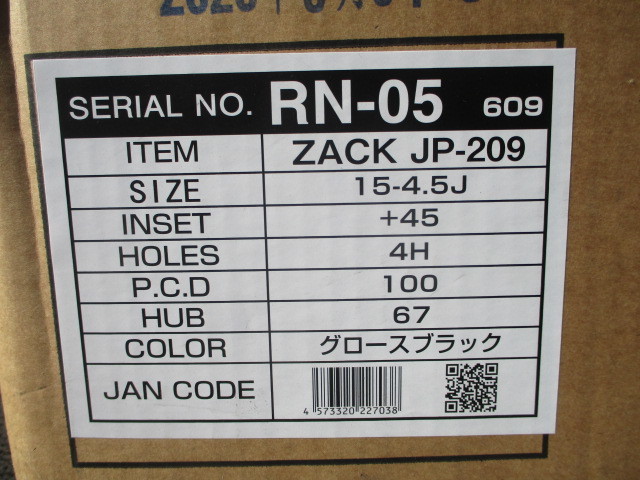 SERIAL NO. RN-05 609
ITEM ZACK JP-209
SIZE 15-4.5J
INSET +45
HOLES 4H
P.C.D 100
HUB 67
COLOR グロースブラック
JAN CODE
4 573320 227038